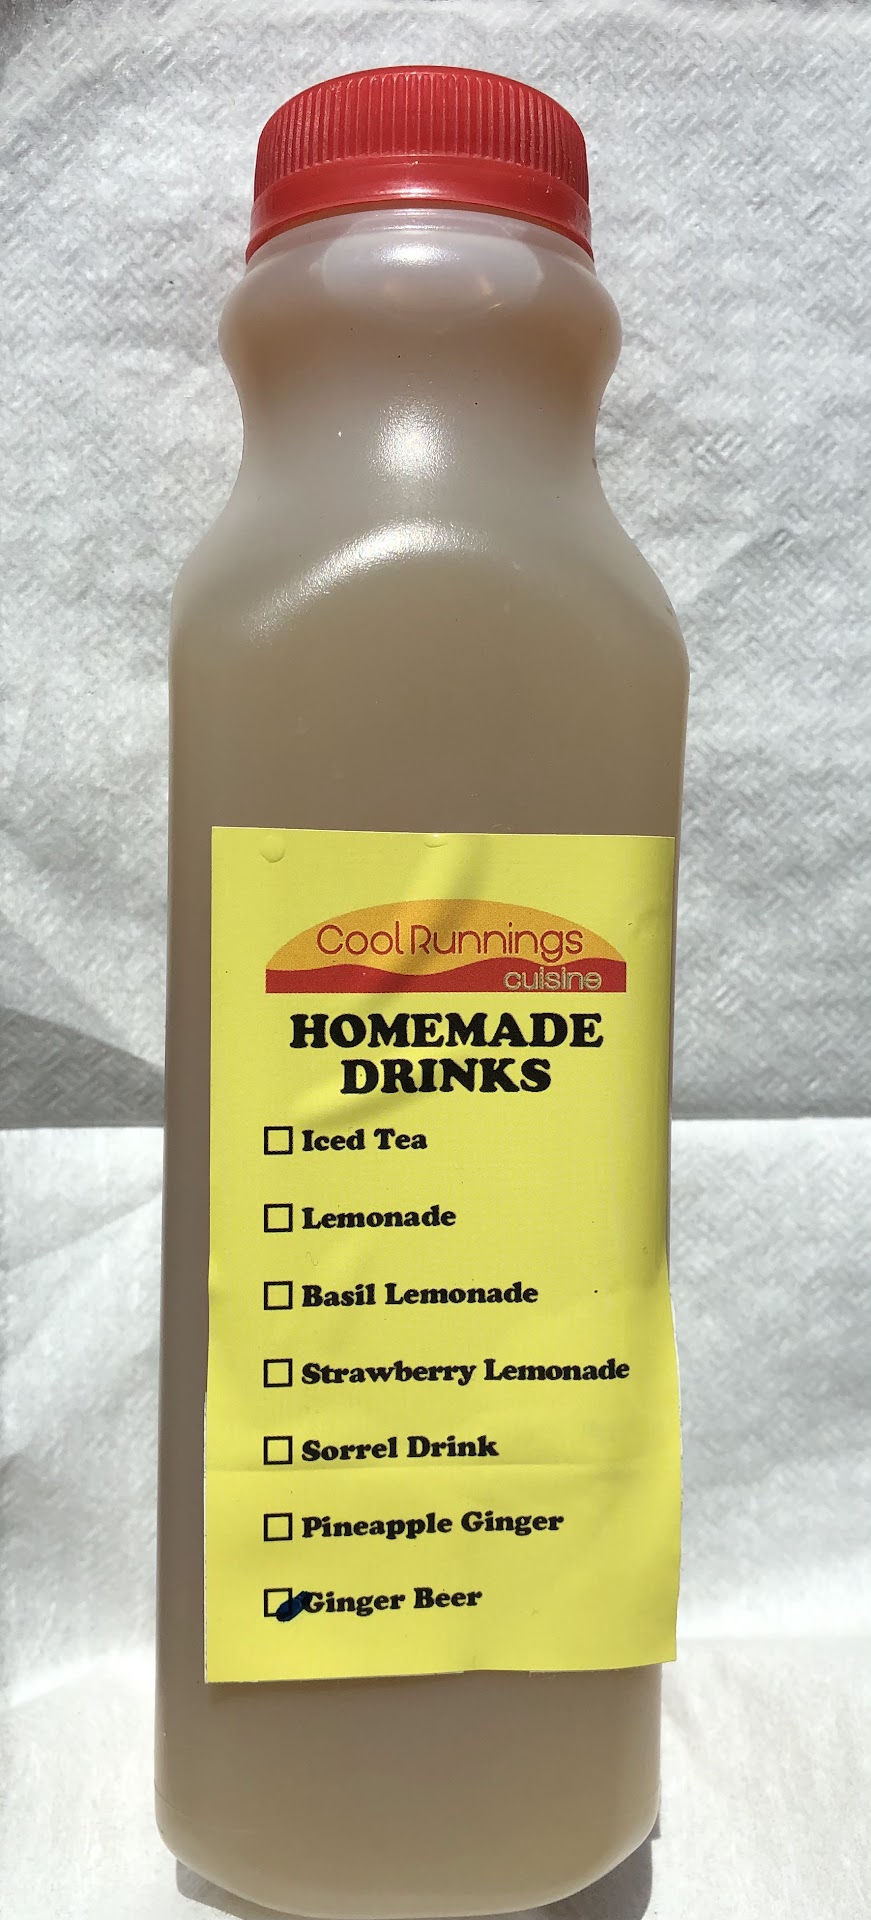 Cool Runnings
cuisine
HOMEMADE
DRINKS
Iced Tea
Lemonade
Basil Lemonade
Strawberry Lemonade
Sorrel Drink
Pineapple Ginger
Ginger Beer